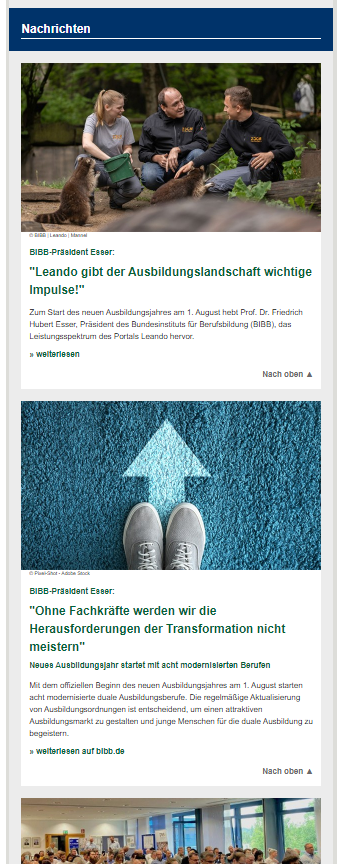 Nachrichten
© BIBB | Leando | Mannel
BIBB-Präsident Esser:
"Leando gibt der Ausbildungslandschaft wichtige
Impulse!"
Zum Start des neuen Ausbildungsjahres am 1. August hebt Prof. Dr. Friedrich
Hubert Esser, Präsident des Bundesinstituts für Berufsbildung (BIBB), das
Leistungsspektrum des Portals Leando hervor.
» weiterlesen
Nach oben ▲
© Pixel-Shot - Adobe Stock
BIBB-Präsident Esser:
"Ohne Fachkräfte werden wir die
Herausforderungen der Transformation nicht
meistern"
Neues Ausbildungsjahr startet mit acht modernisierten Berufen
Mit dem offiziellen Beginn des neuen Ausbildungsjahres am 1. August starten
acht modernisierte duale Ausbildungsberufe. Die regelmäßige Aktualisierung
von Ausbildungsordnungen ist entscheidend, um einen attraktiven
Ausbildungsmarkt zu gestalten und junge Menschen für die duale Ausbildung zu
begeistern.
» weiterlesen auf bibb.de
Nach oben ▲